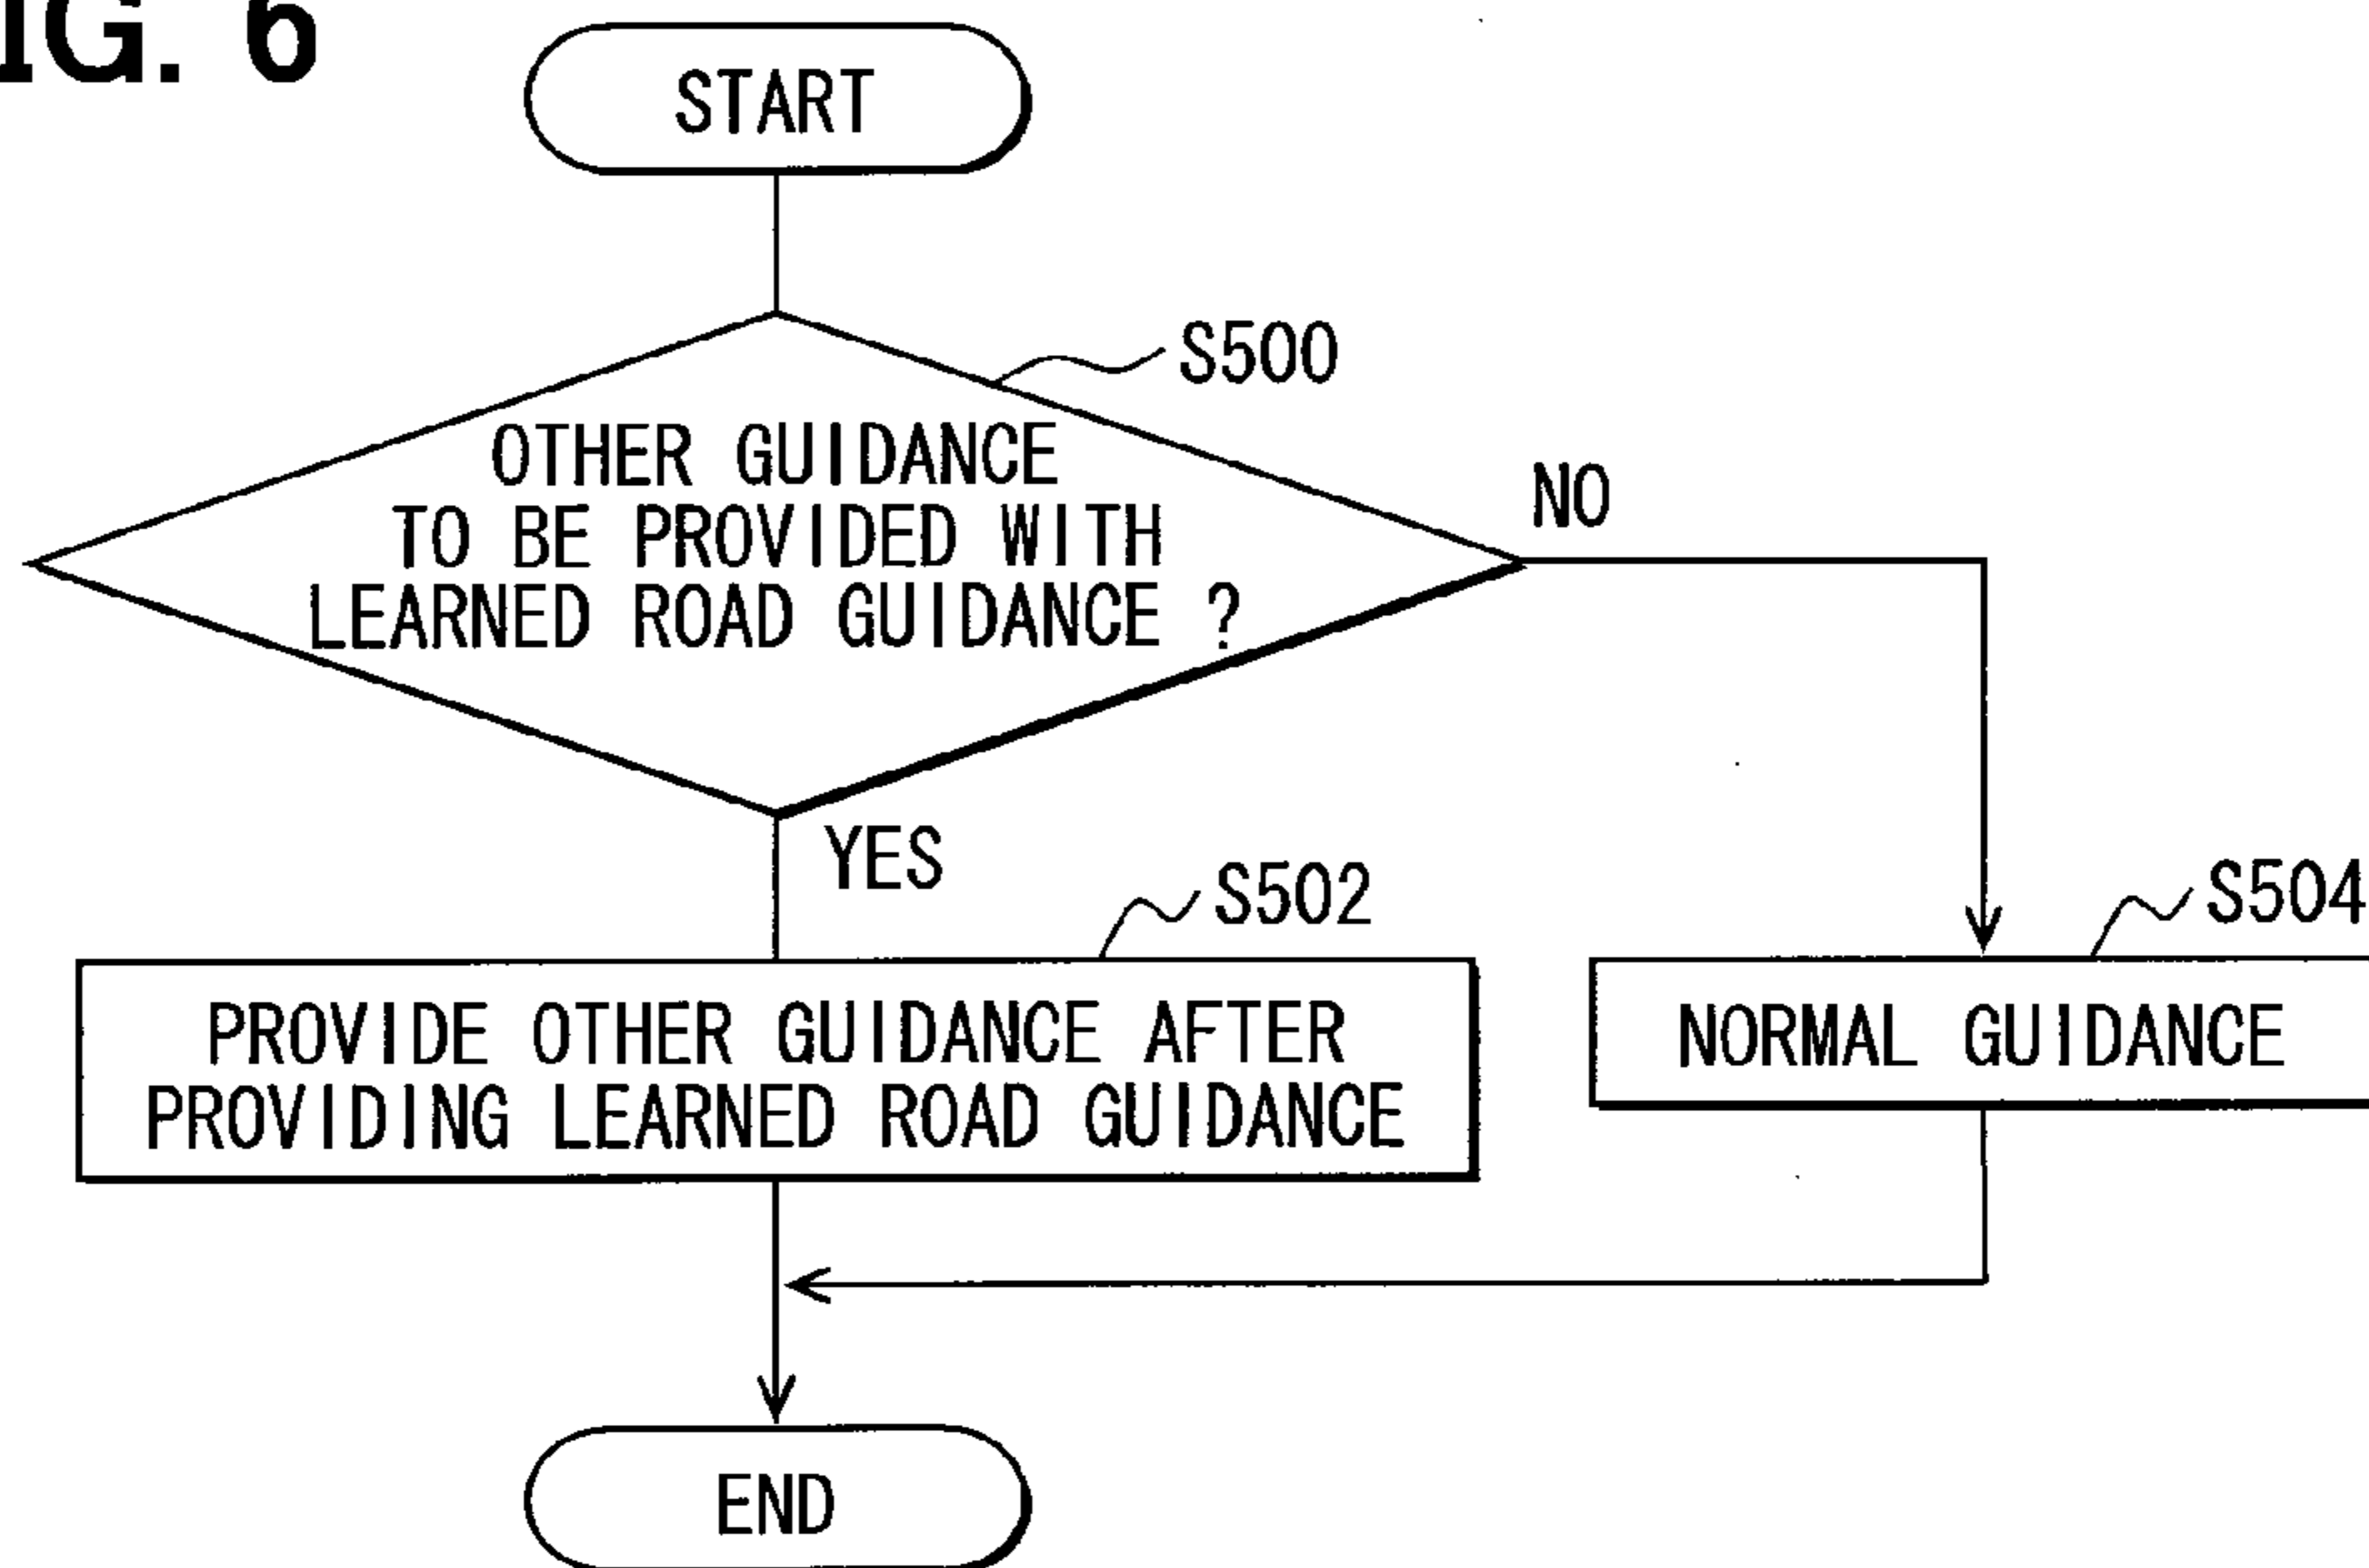 IG. 6
START
S500
OTHER GUIDANCE
TO BE PROVIDED WITH
LEARNED ROAD GUIDANCE ?
NO
YES
S502
S504
PROVIDE OTHER GUIDANCE AFTER
PROVIDING LEARNED ROAD GUIDANCE
NORMAL GUIDANCE
END